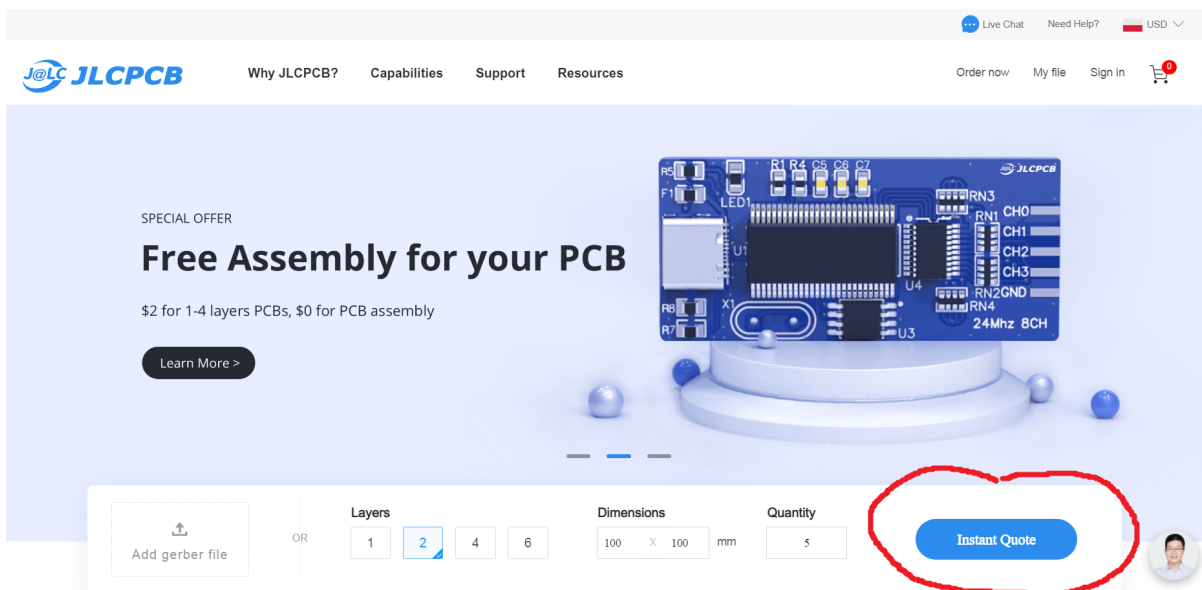 Live Chat Need Help? USD
J@LC JLCPCB Why JLCPCB? Capabilities Support Resources Order now My file Sign in 0
SPECIAL OFFER
Free Assembly for your PCB
$2 for 1-4 layers PCBs, $0 for PCB assembly
Learn More >
R5 R1 R4 C5 C6 C7 J@LC JLCPCB
F1 LED1 RN3
RN1 CH0
CH1
U1 CH2
CH3
U4
RN2 GND
R8 X1 RN4
R7 U3 24Mhz 8CH
Layers Dimensions Quantity
Add gerber file OR 1 2 4 6 100 X 100 mm 5 Instant Quote